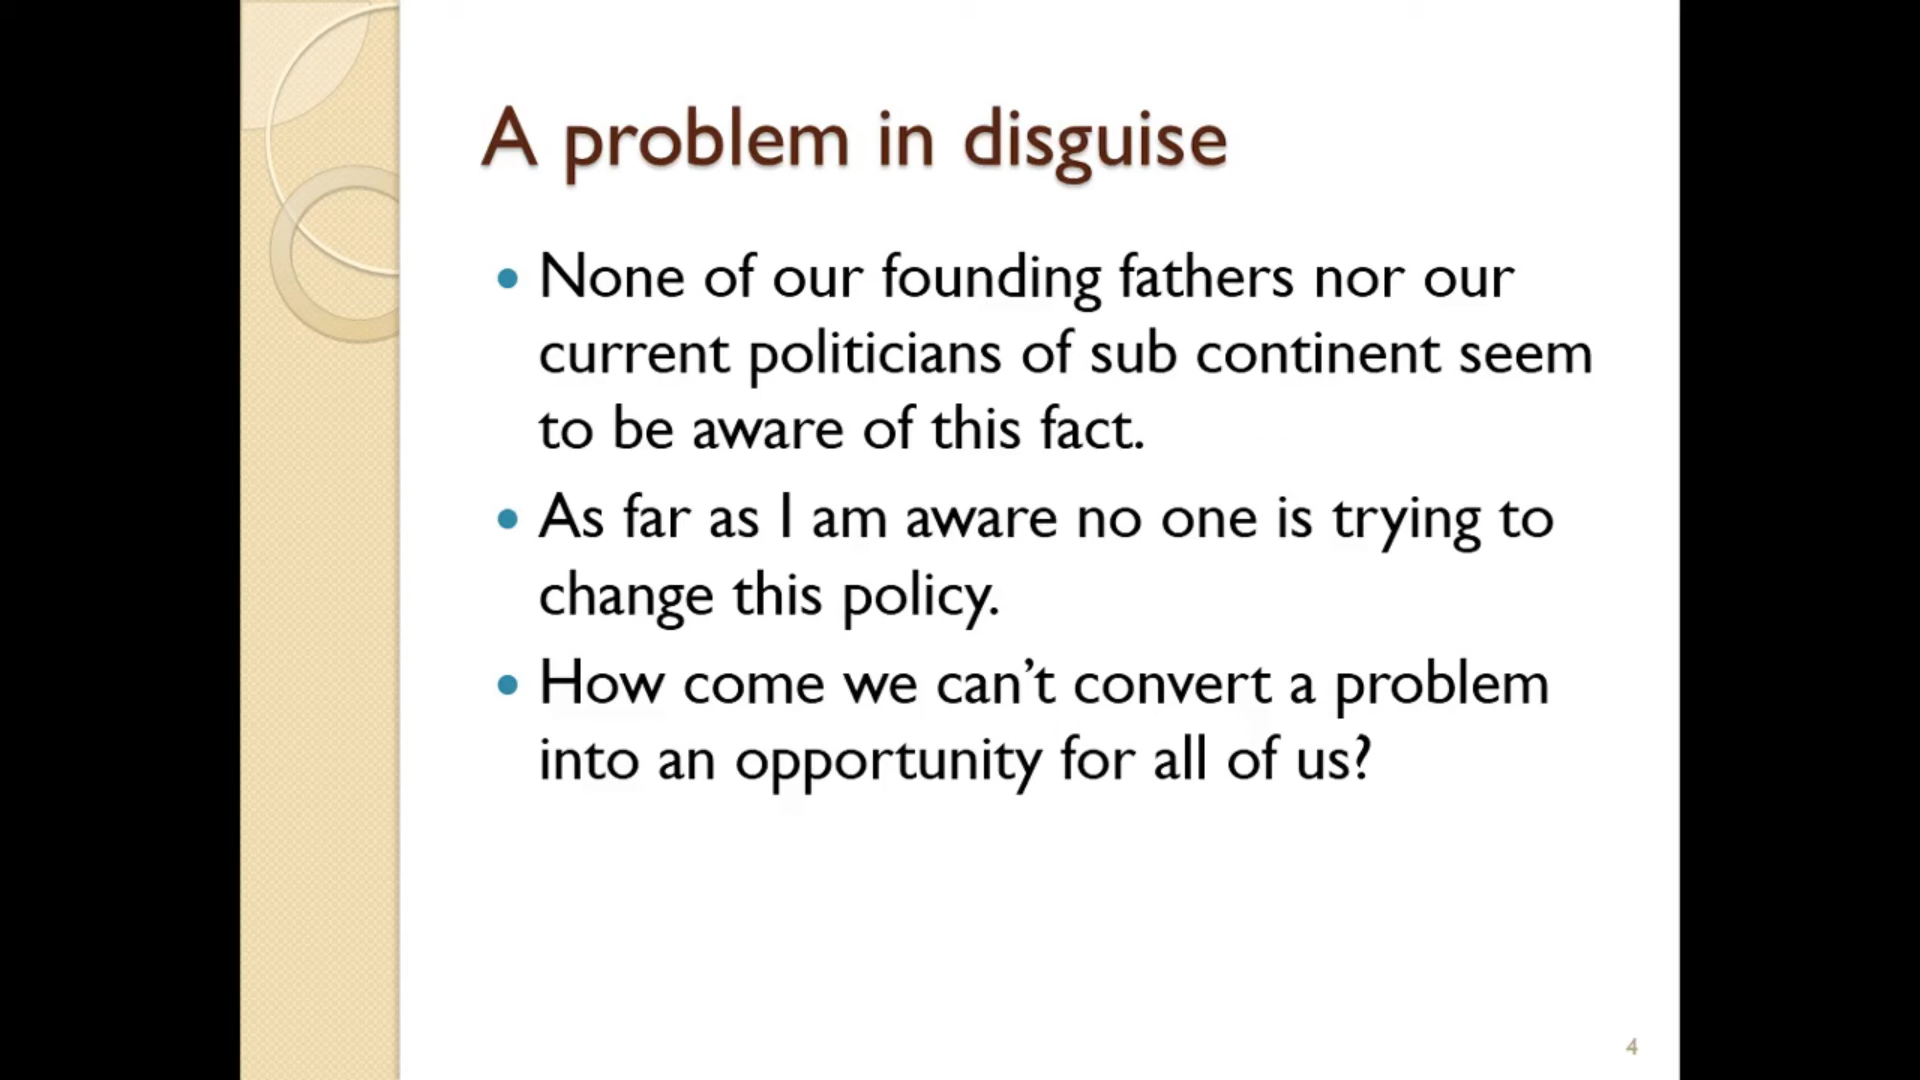 A problem in disguise
• None of our founding fathers nor our
current politicians of sub continent seem
to be aware of this fact.
• As far as I am aware no one is trying to
change this policy.
• How come we can’t convert a problem
into an opportunity for all of us?
4